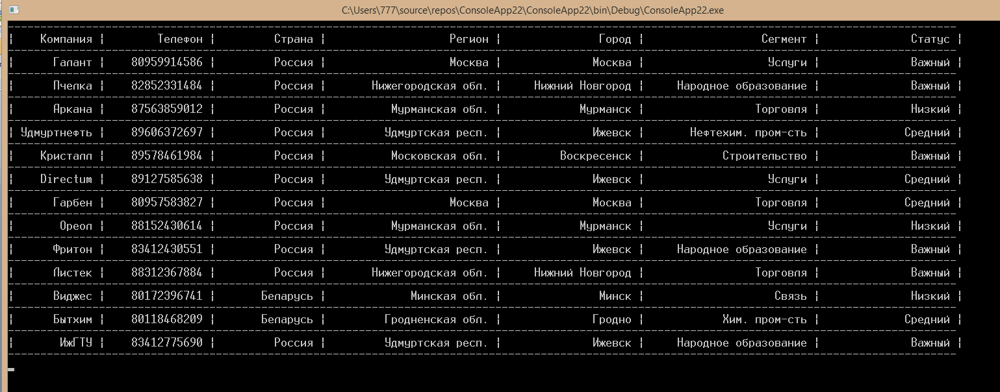 C:\Users\777\source\repos\ConsoleApp22\ConsoleApp22\bin\Debug\ConsoleApp22.exe
| Компания | Телефон | Страна | Регион | Город | Сегмент | Статус |
| Галант | 80959914586 | Россия | Москва | Москва | Услуги | Важный |
| Пчелка | 82852331484 | Россия | Нижегородская обл. | Нижний Новгород | Народное образование | Важный |
| Аркана | 87563859012 | Россия | Мурманская обл. | Мурманск | Торговля | Низкий |
| Удмуртнефть | 89606372697 | Россия | Удмуртская респ. | Ижевск | Нефтехим. пром-сть | Средний |
| Кристалл | 89578461984 | Россия | Московская обл. | Воскресенск | Строительство | Важный |
| Directum | 89127585638 | Россия | Удмуртская респ. | Ижевск | Услуги | Средний |
| Гарбен | 80957583827 | Россия | Москва | Москва | Торговля | Средний |
| Ореол | 88152430614 | Россия | Мурманская обл. | Мурманск | Услуги | Низкий |
| Фритон | 83412430551 | Россия | Удмуртская респ. | Ижевск | Народное образование | Важный |
| Листек | 88312367884 | Россия | Нижегородская обл. | Нижний Новгород | Торговля | Важный |
| Виджес | 80172396741 | Беларусь | Минская обл. | Минск | Связь | Низкий |
| Бытхим | 80118468209 | Беларусь | Гродненская обл. | Гродно | Хим. пром-сть | Средний |
| ИжГТУ | 83412775690 | Россия | Удмуртская респ. | Ижевск | Народное образование | Важный |